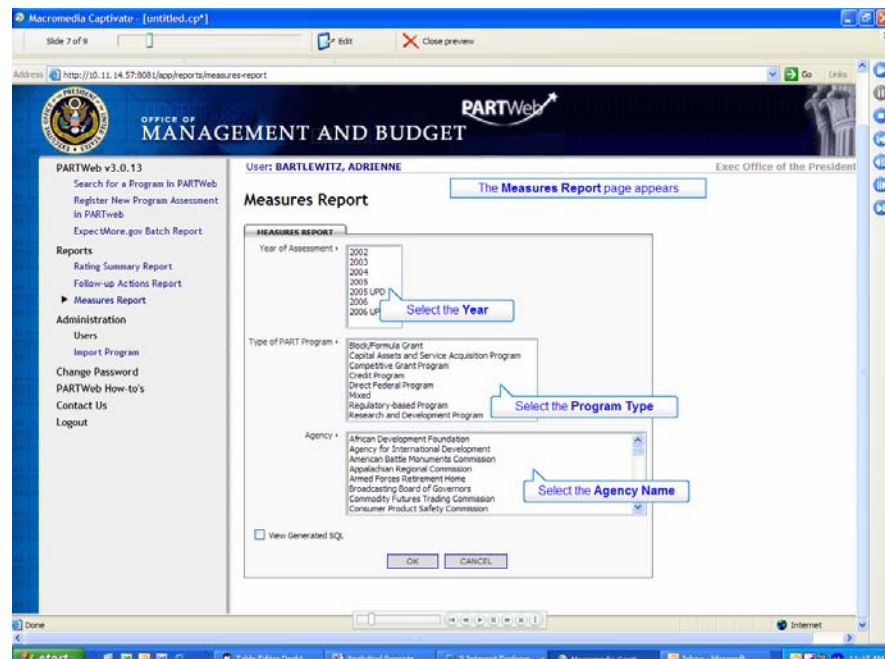 Macromedia Captivate - [untitled.cp*]
Slide 7 of 9
Edit
Close preview
Address http://10.11.14.57:8081/app/reports/measures-report
Go
Links
OFFICE OF
MANAGEMENT AND BUDGET
PARTWeb
PARTWeb v3.0.13
Search for a Program in PARTWeb
Register New Program Assessment
in PARTweb
ExpectMore.gov Batch Report
Reports
Rating Summary Report
Follow-up Actions Report
Measures Report
Administration
Users
Import Program
Change Password
PARTWeb How-to's
Contact Us
Logout
User: BARTLEWITZ, ADRIENNE
Exec Office of the President
The Measures Report page appears
Measures Report
MEASURES REPORT
Year of Assessment
2002
2003
2004
2005
2005 UPD
2006
2006 UP
Select the Year
Type of PART Program
Block/Formula Grant
Capital Assets and Service Acquisition Program
Competitive Grant Program
Credit Program
Direct Federal Program
Mixed
Regulatory-based Program
Research and Development Program
Select the Program Type
Agency
African Development Foundation
Agency for International Development
American Battle Monuments Commission
Appalachian Regional Commission
Armed Forces Retirement Home
Broadcasting Board of Governors
Commodity Futures Trading Commission
Consumer Product Safety Commission
Select the Agency Name
View Generated SQL
OK
CANCEL
Done
Internet
start